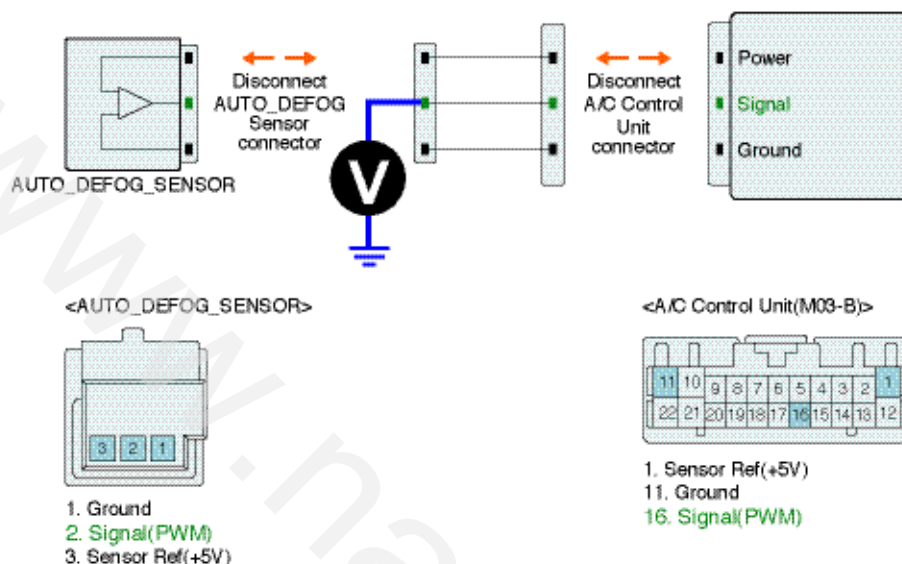 Disconnect
AUTO_DEFOG
Sensor
connector
Disconnect
A/C Control
Unit
connector
Power
Signal
Ground
V
AUTO_DEFOG_SENSOR
<AUTO_DEFOG_SENSOR>
3 2 1
1. Ground
2. Signal(PWM)
3. Sensor Ref(+5V)
<A/C Control Unit(M03-B)>
11 10 9 8 7 6 5 4 3 2 1
22 21 20 19 18 17 16 15 14 13 12
1. Sensor Ref(+5V)
11. Ground
16. Signal(PWM)
www.na